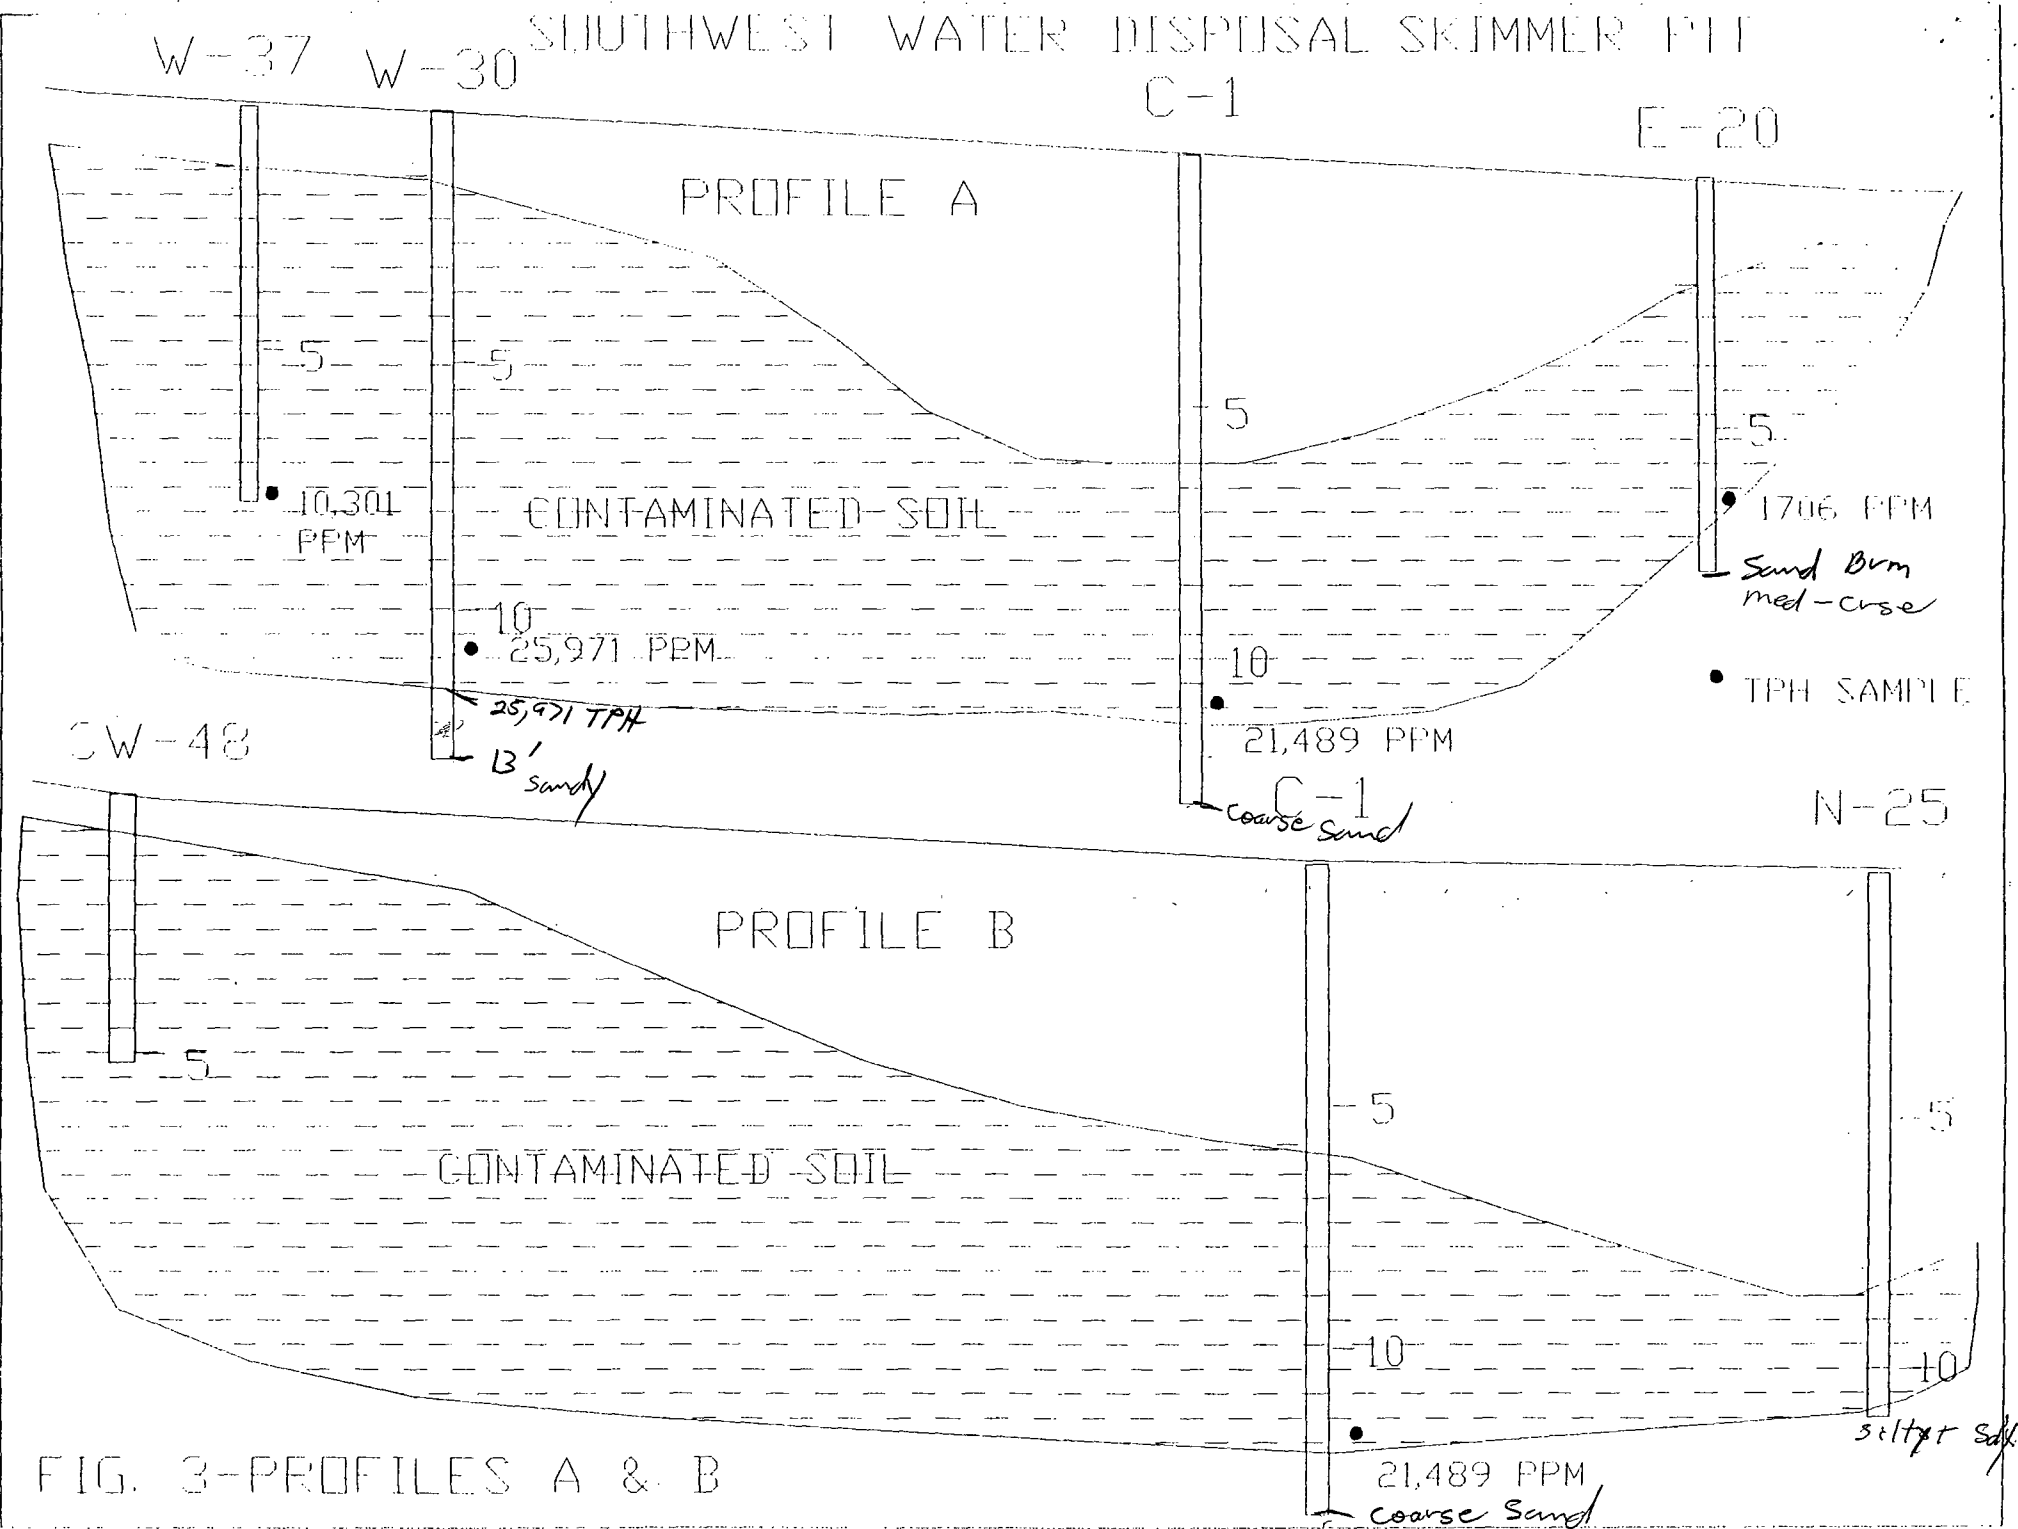 SOUTHWEST WATER DISPOSAL SKIMMER PIT
W-37
W-30
C-1
E-20
PROFILE A
5
5
5
5
10,301
PPM
CONTAMINATED SOIL
1706 PPM
Sand Brn
med-crse
10
25,971 PPM
10
TPH SAMPLE
25,971 TPH
21,489 PPM
13'
sandy
SW-48
C-1
coarse sand
N-25
PROFILE B
5
5
5
CONTAMINATED SOIL
10
10
21,489 PPM
coarse sand
FIG. 3-PROFILES A & B